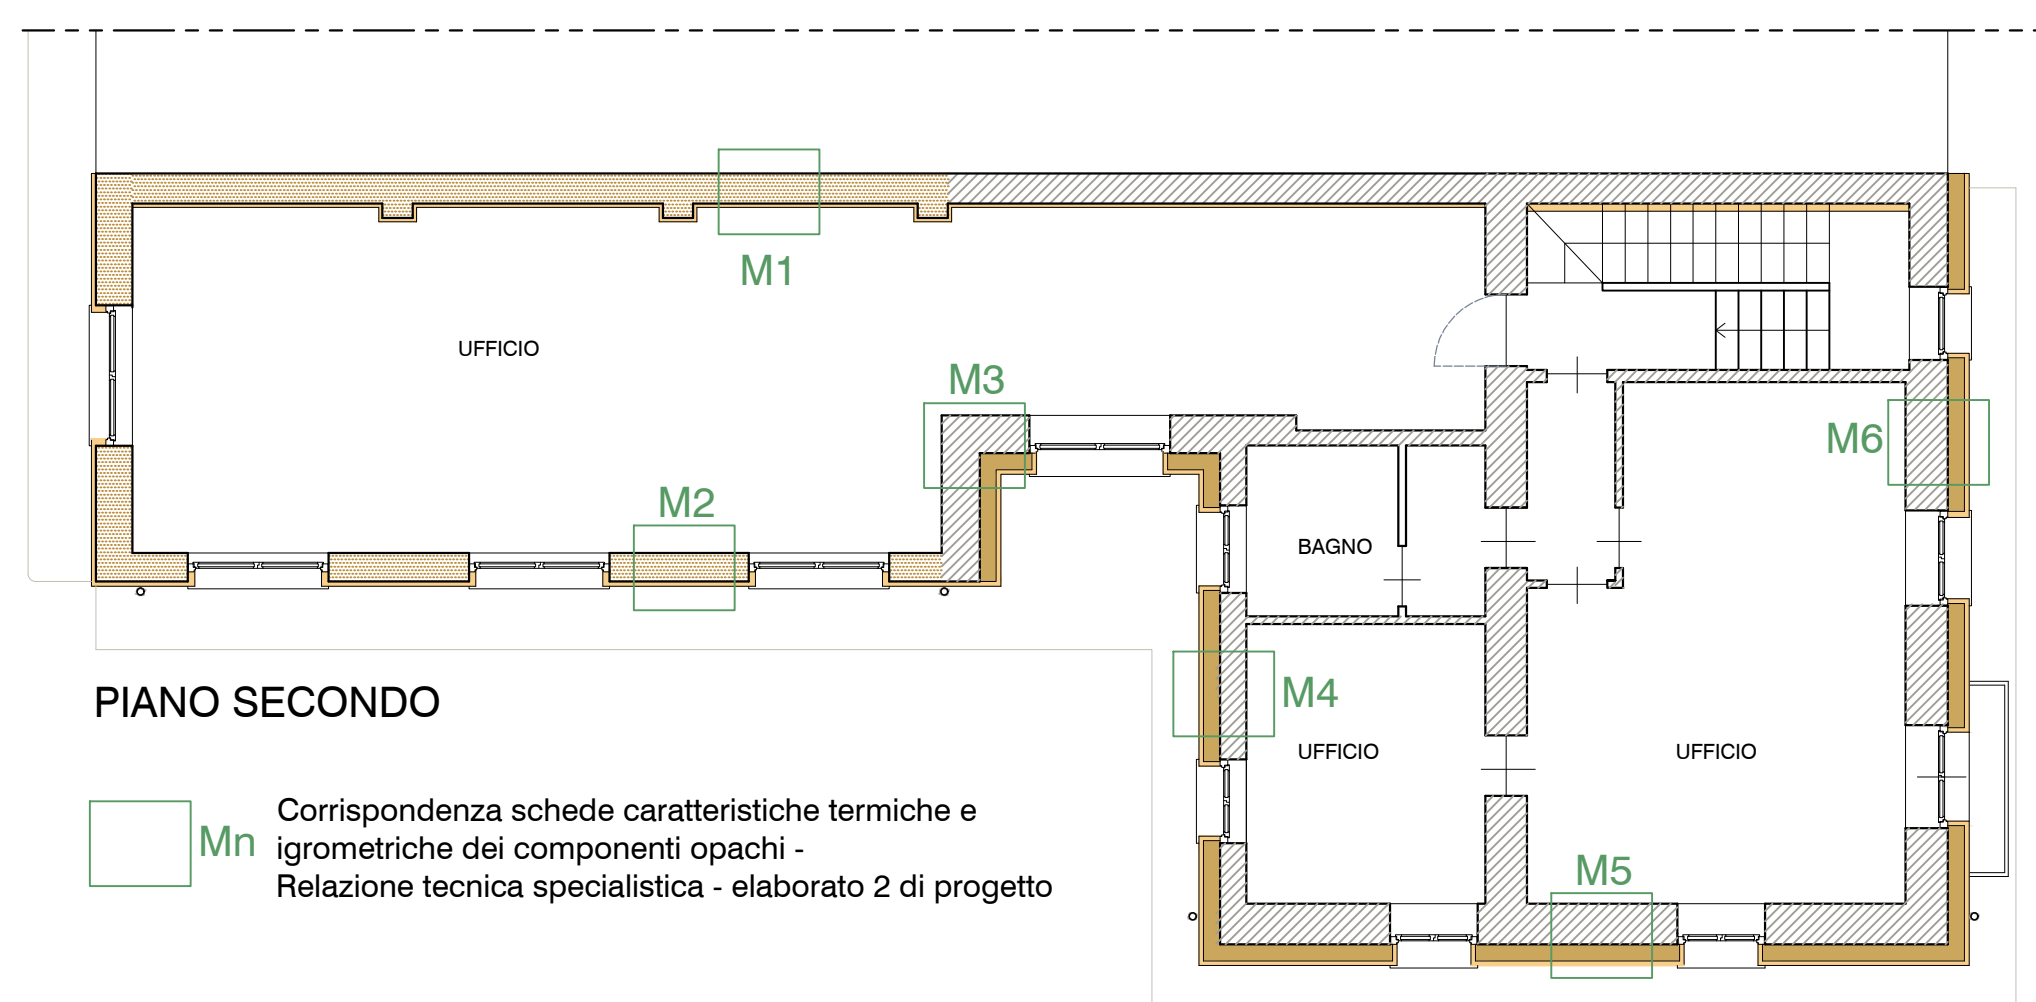 M1
UFFICIO
M3
M6
M2
BAGNO
M4
PIANO SECONDO
UFFICIO
UFFICIO
Corrispondenza schede caratteristiche termiche e
Mn igrometriche dei componenti opachi -
Relazione tecnica specialistica - elaborato 2 di progetto
M5